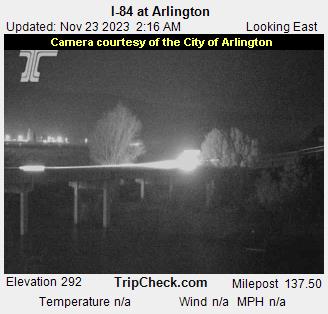 I-84 at Arlington
Updated: Nov 23 2023 2:16 AM Looking East
Camera courtesy of the City of Arlington
Elevation 292 TripCheck.com Milepost 137.50
Temperature n/a Wind n/a MPH n/a